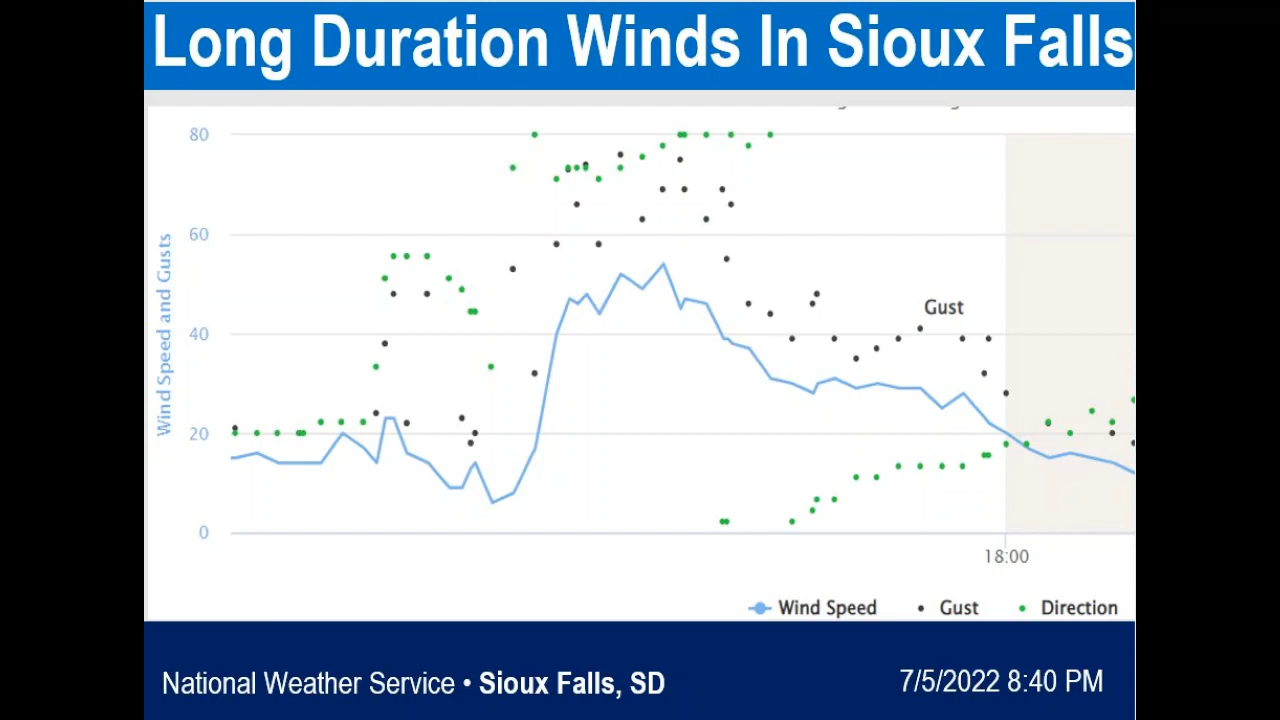 Long Duration Winds In Sioux Falls
80
60
40
20
0
Wind Speed and Gusts
Gust
18:00
Wind Speed
Gust
Direction
National Weather Service • Sioux Falls, SD
7/5/2022 8:40 PM